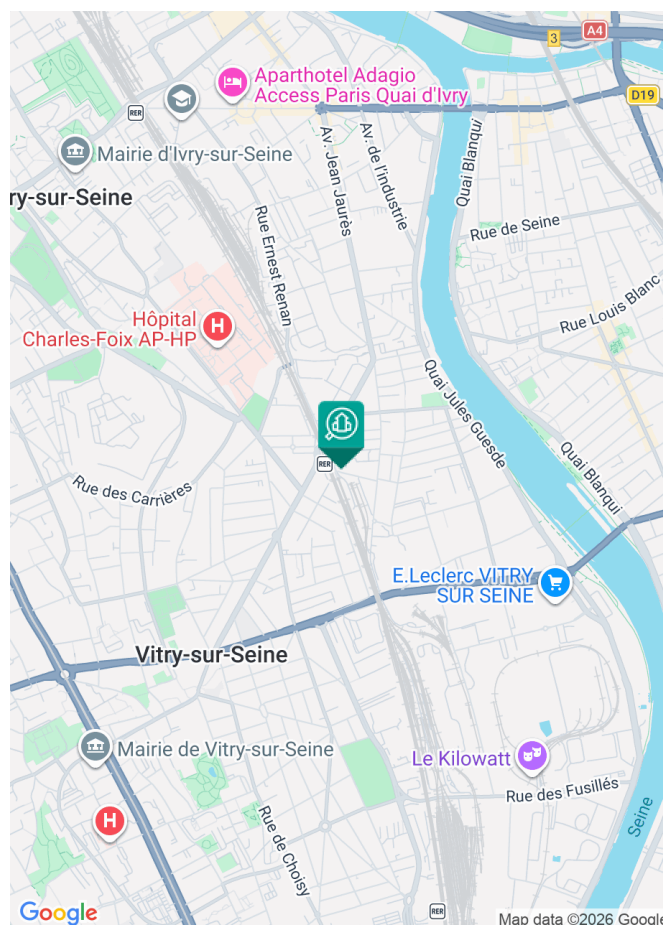 3
A4
Aparthotel Adagio
Access Paris Quai d'Ivry
D19
RER
Av. Jean Jaurès
Av. de l'industrie
Quai Blanqui
Mairie d'Ivry-sur-Seine
ry-sur-Seine
Rue Ernest Renan
Rue de Seine
Rue Louis Blanc
Hôpital
Charles-Foix AP-HP
H
Quai Jules Guesde
RER
Rue des Carrières
Quai Blanqui
E.Leclerc VITRY
SUR SEINE
Vitry-sur-Seine
Mairie de Vitry-sur-Seine
Le Kilowatt
Rue des Fusillés
H
Rue de Choisy
Seine
RER
Google
Map data ©2026 Google